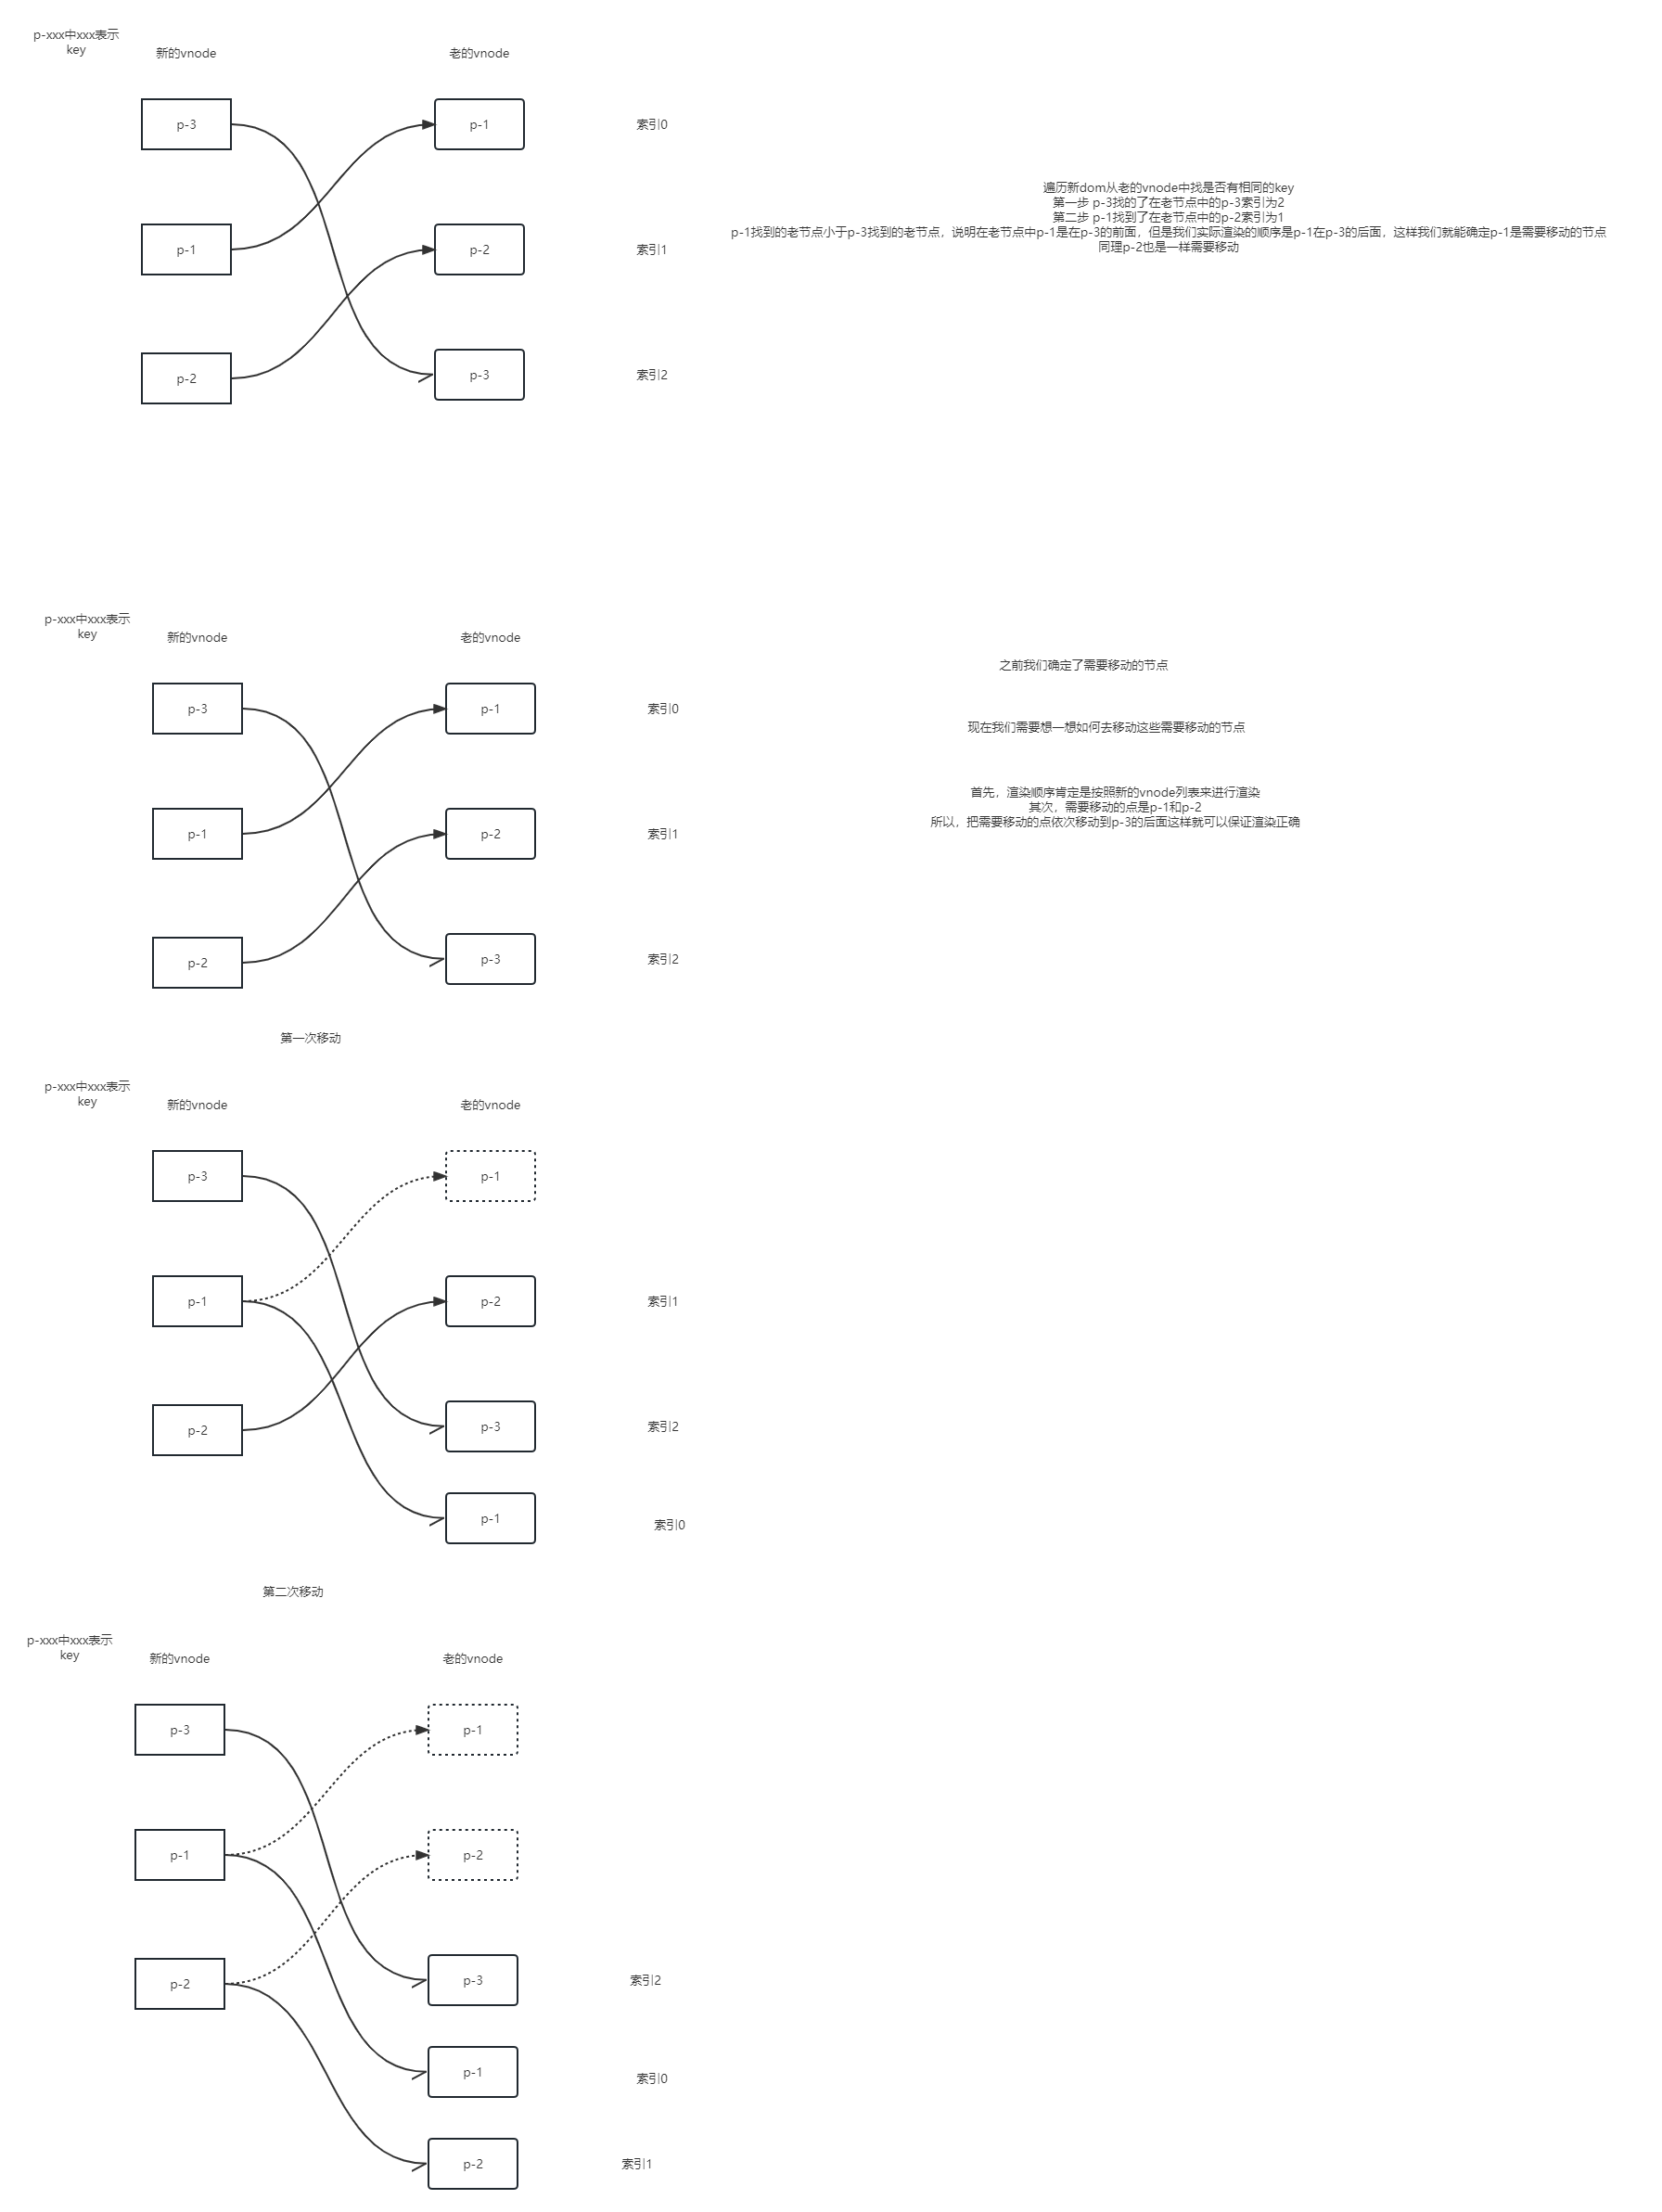 p-xxx中xxx表示
key
新的vnode
老的vnode
p-3
p-1
索引0
遍历新dom从老的vnode中找是否有相同的key
第一步 p-3找的了在老节点中的p-3索引为2
第二步 p-1找到了在老节点中的p-2索引为1
p-1找到的老节点小于p-3找到的老节点，说明在老节点中p-1是在p-3的前面，但是我们实际渲染的顺序是p-1在p-3的后面，这样我们就能确定p-1是需要移动的节点
同理p-2也是一样需要移动
p-1
p-2
索引1
p-2
p-3
索引2
p-xxx中xxx表示
key
新的vnode
老的vnode
之前我们确定了需要移动的节点
p-3
p-1
索引0
现在我们需要想一想如何去移动这些需要移动的节点
首先，渲染顺序肯定是按照新的vnode列表来进行渲染
其次，需要移动的点是p-1和p-2
所以，把需要移动的点依次移动到p-3的后面这样就可以保证渲染正确
p-1
p-2
索引1
p-2
p-3
索引2
第一次移动
p-xxx中xxx表示
key
新的vnode
老的vnode
p-3
p-1
p-1
p-2
索引1
p-2
p-3
索引2
p-1
索引0
第二次移动
p-xxx中xxx表示
key
新的vnode
老的vnode
p-3
p-1
p-1
p-2
p-2
p-3
索引2
p-1
索引0
p-2
索引1